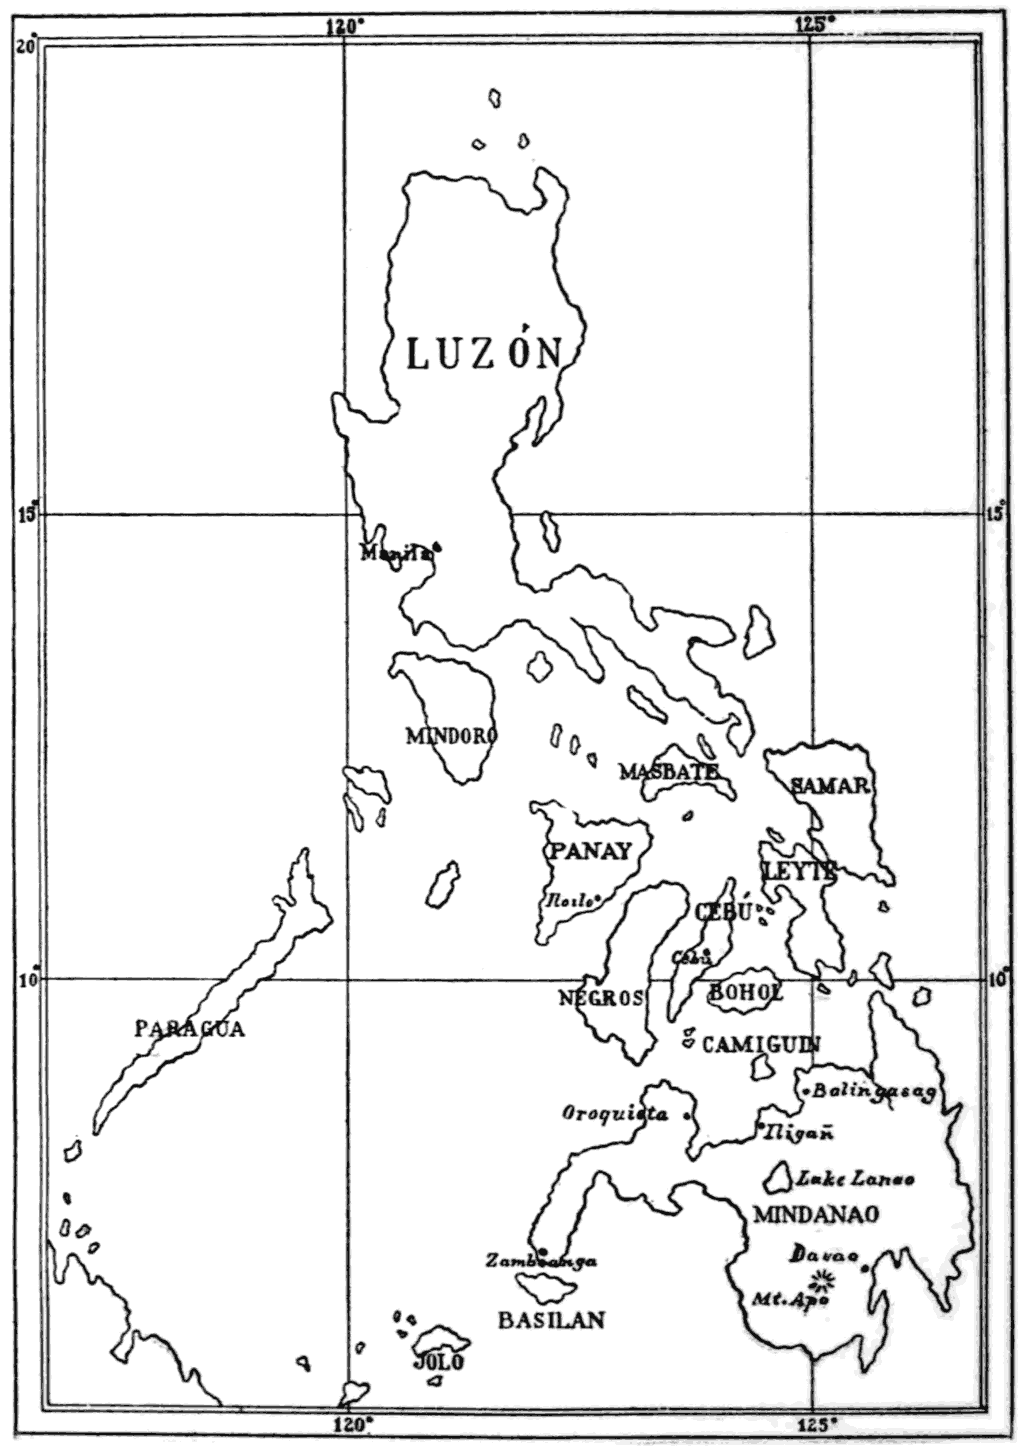 120° 125°
20°
LUZÓN
15° 15°
Manila
MINDORO
MASBATE
SAMAR
PANAY
LEYTE
Iloilo
CEBÚ
Cebú
10° 10°
NEGROS
BOHOL
PARAGUA
CAMIGUIN
Balingasag
Oroquieta
Iligañ
Lake Lanao
MINDANAO
Davao
Zamboanga
Mt. Apo
BASILAN
JOLO
120° 125°